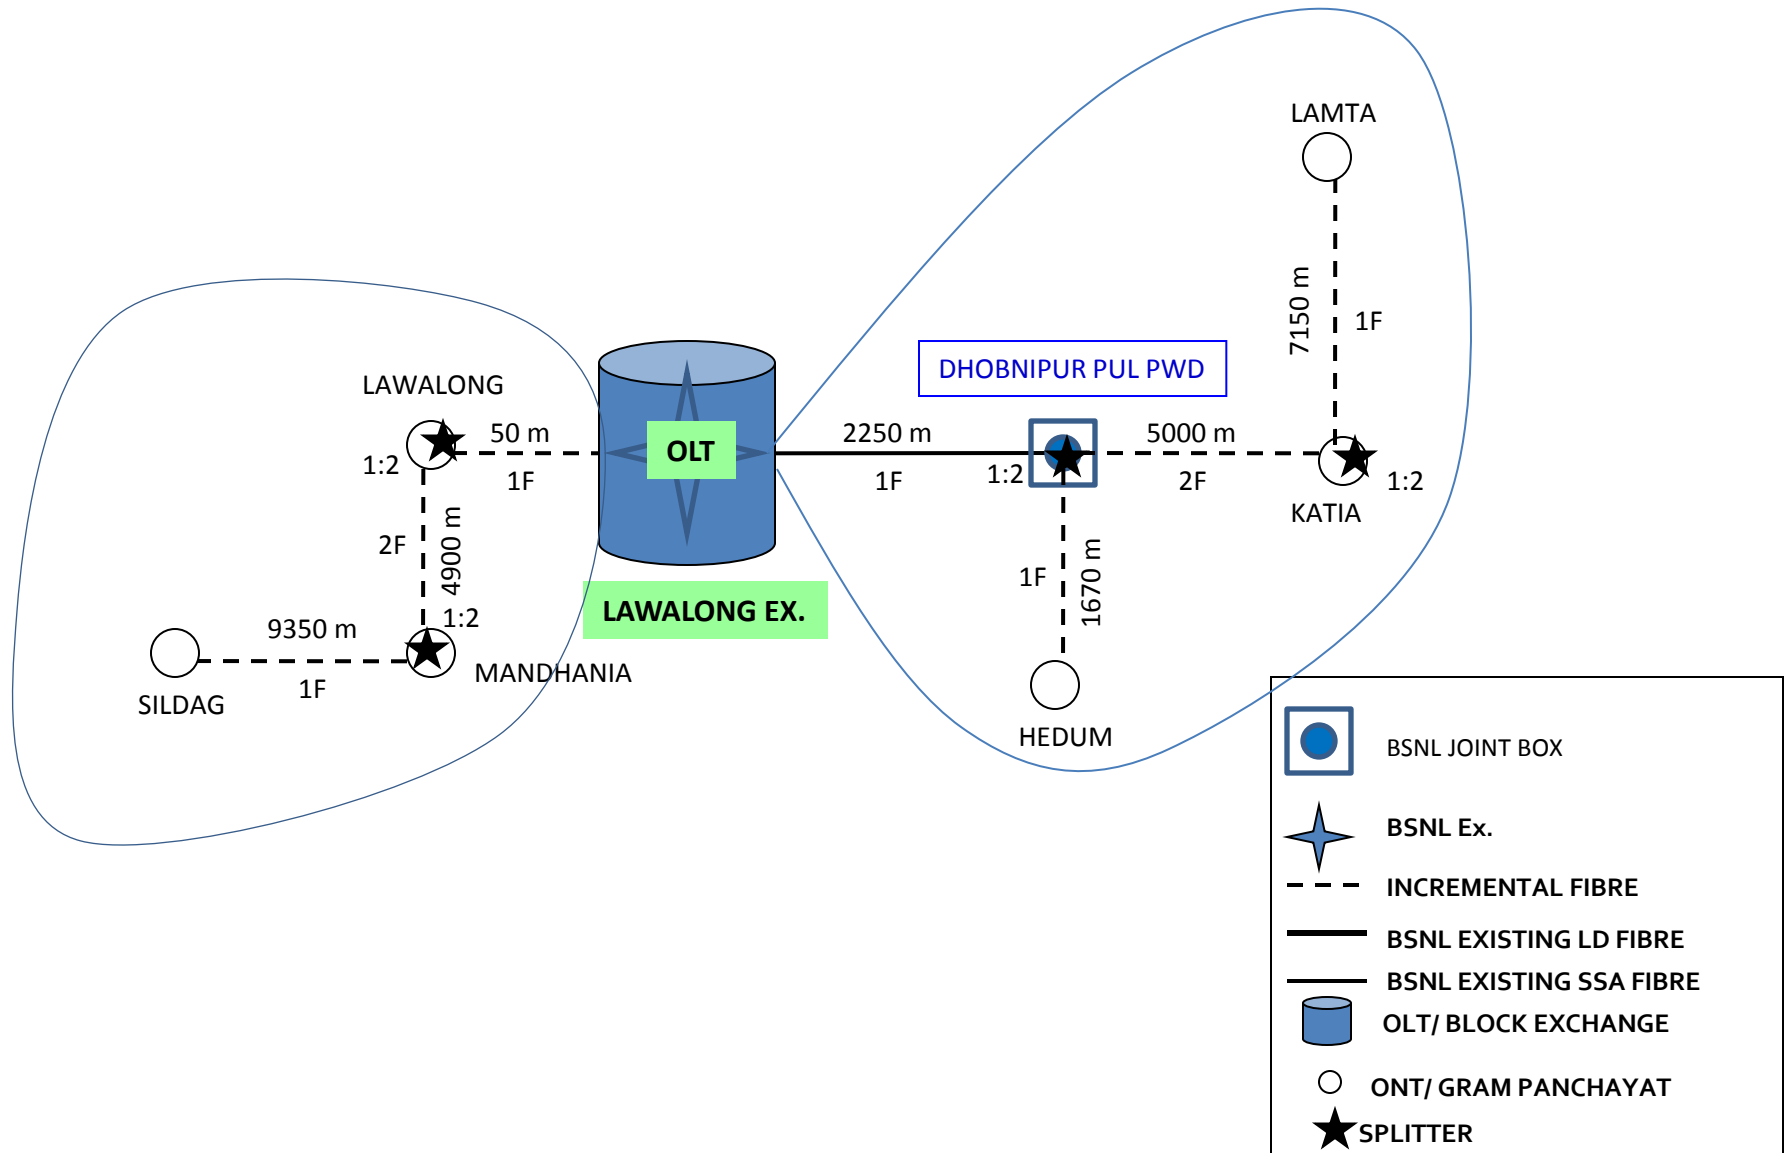 LAMTA
7150 m
1F
DHOBNIPUR PUL PWD
LAWALONG
50 m
1:2
1F
OLT
2250 m
1F
1:2
5000 m
2F
1:2
KATIA
2F
4900 m
1:2
1F
1670 m
LAWALONG EX.
9350 m
1F
MANDHANIA
SILDAG
HEDUM
BSNL JOINT BOX
BSNL Ex.
INCREMENTAL FIBRE
BSNL EXISTING LD FIBRE
BSNL EXISTING SSA FIBRE
OLT/ BLOCK EXCHANGE
ONT/ GRAM PANCHAYAT
SPLITTER